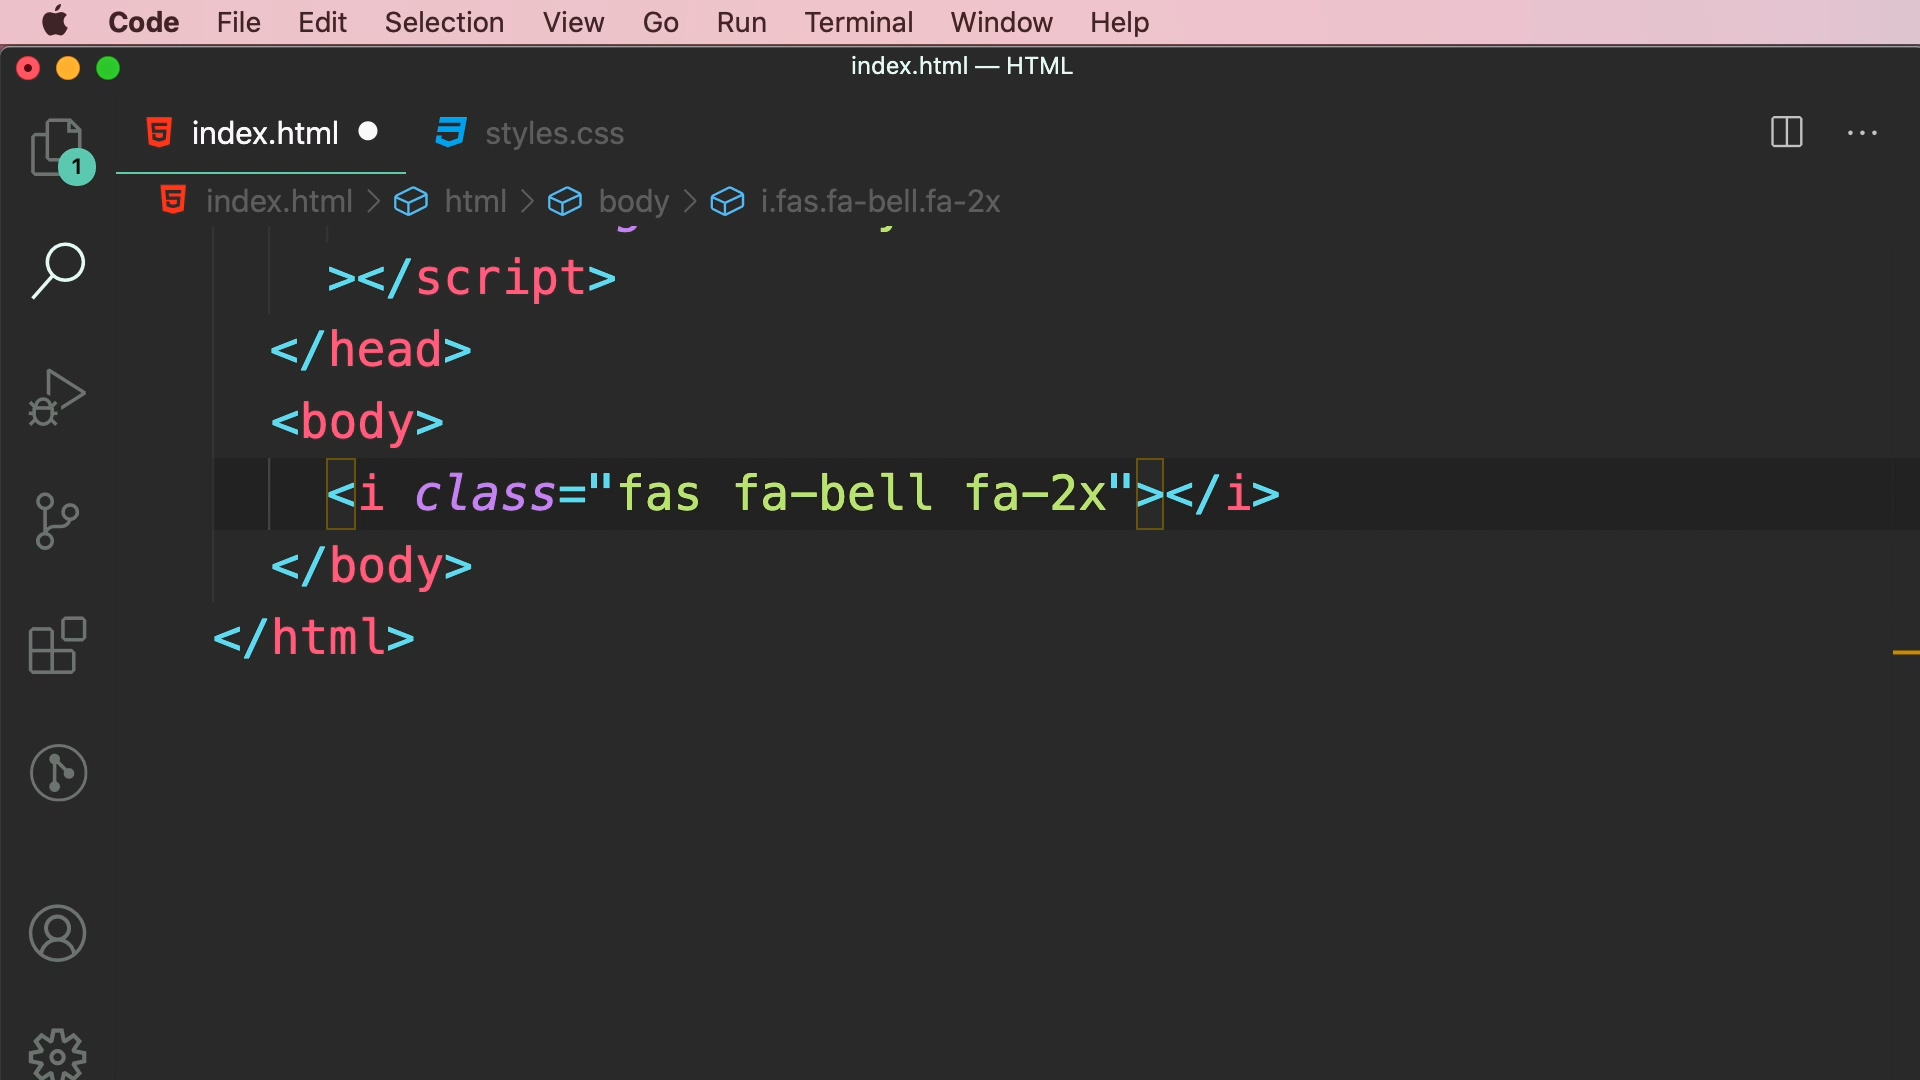 Code File Edit Selection View Go Run Terminal Window Help
index.html — HTML
1
index.html styles.css
index.html > html > body > i.fas.fa-bell.fa-2x
></script>
</head>
<body>
<i class="fas fa-bell fa-2x"></i>
</body>
</html>